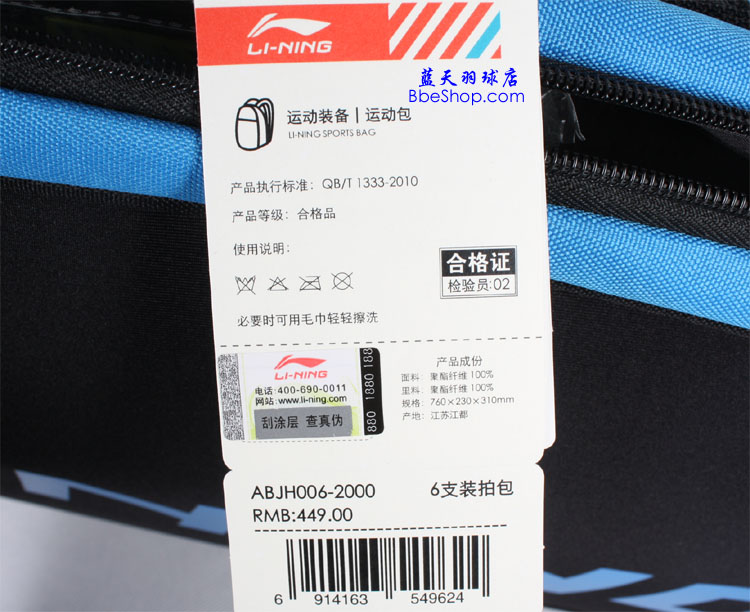 LI-NING
蓝天羽球店
BbeShop.com
运动装备 | 运动包
LI-NING SPORTS BAG
产品执行标准: QB/T 1333-2010
产品等级: 合格品
使用说明:
合格证
检验员:02
必要时可用毛巾轻轻擦洗
LI-NING
电话:400-690-0011
网站:www.li-ning.com
刮涂层 查真伪
880 1880 188
产品成份
面料: 聚酯纤维 100%
里料: 聚酯纤维 100%
规格: 760×230×310mm
产地: 江苏江都
ABJH006-2000 6支装拍包
RMB:449.00
6 914163 549624